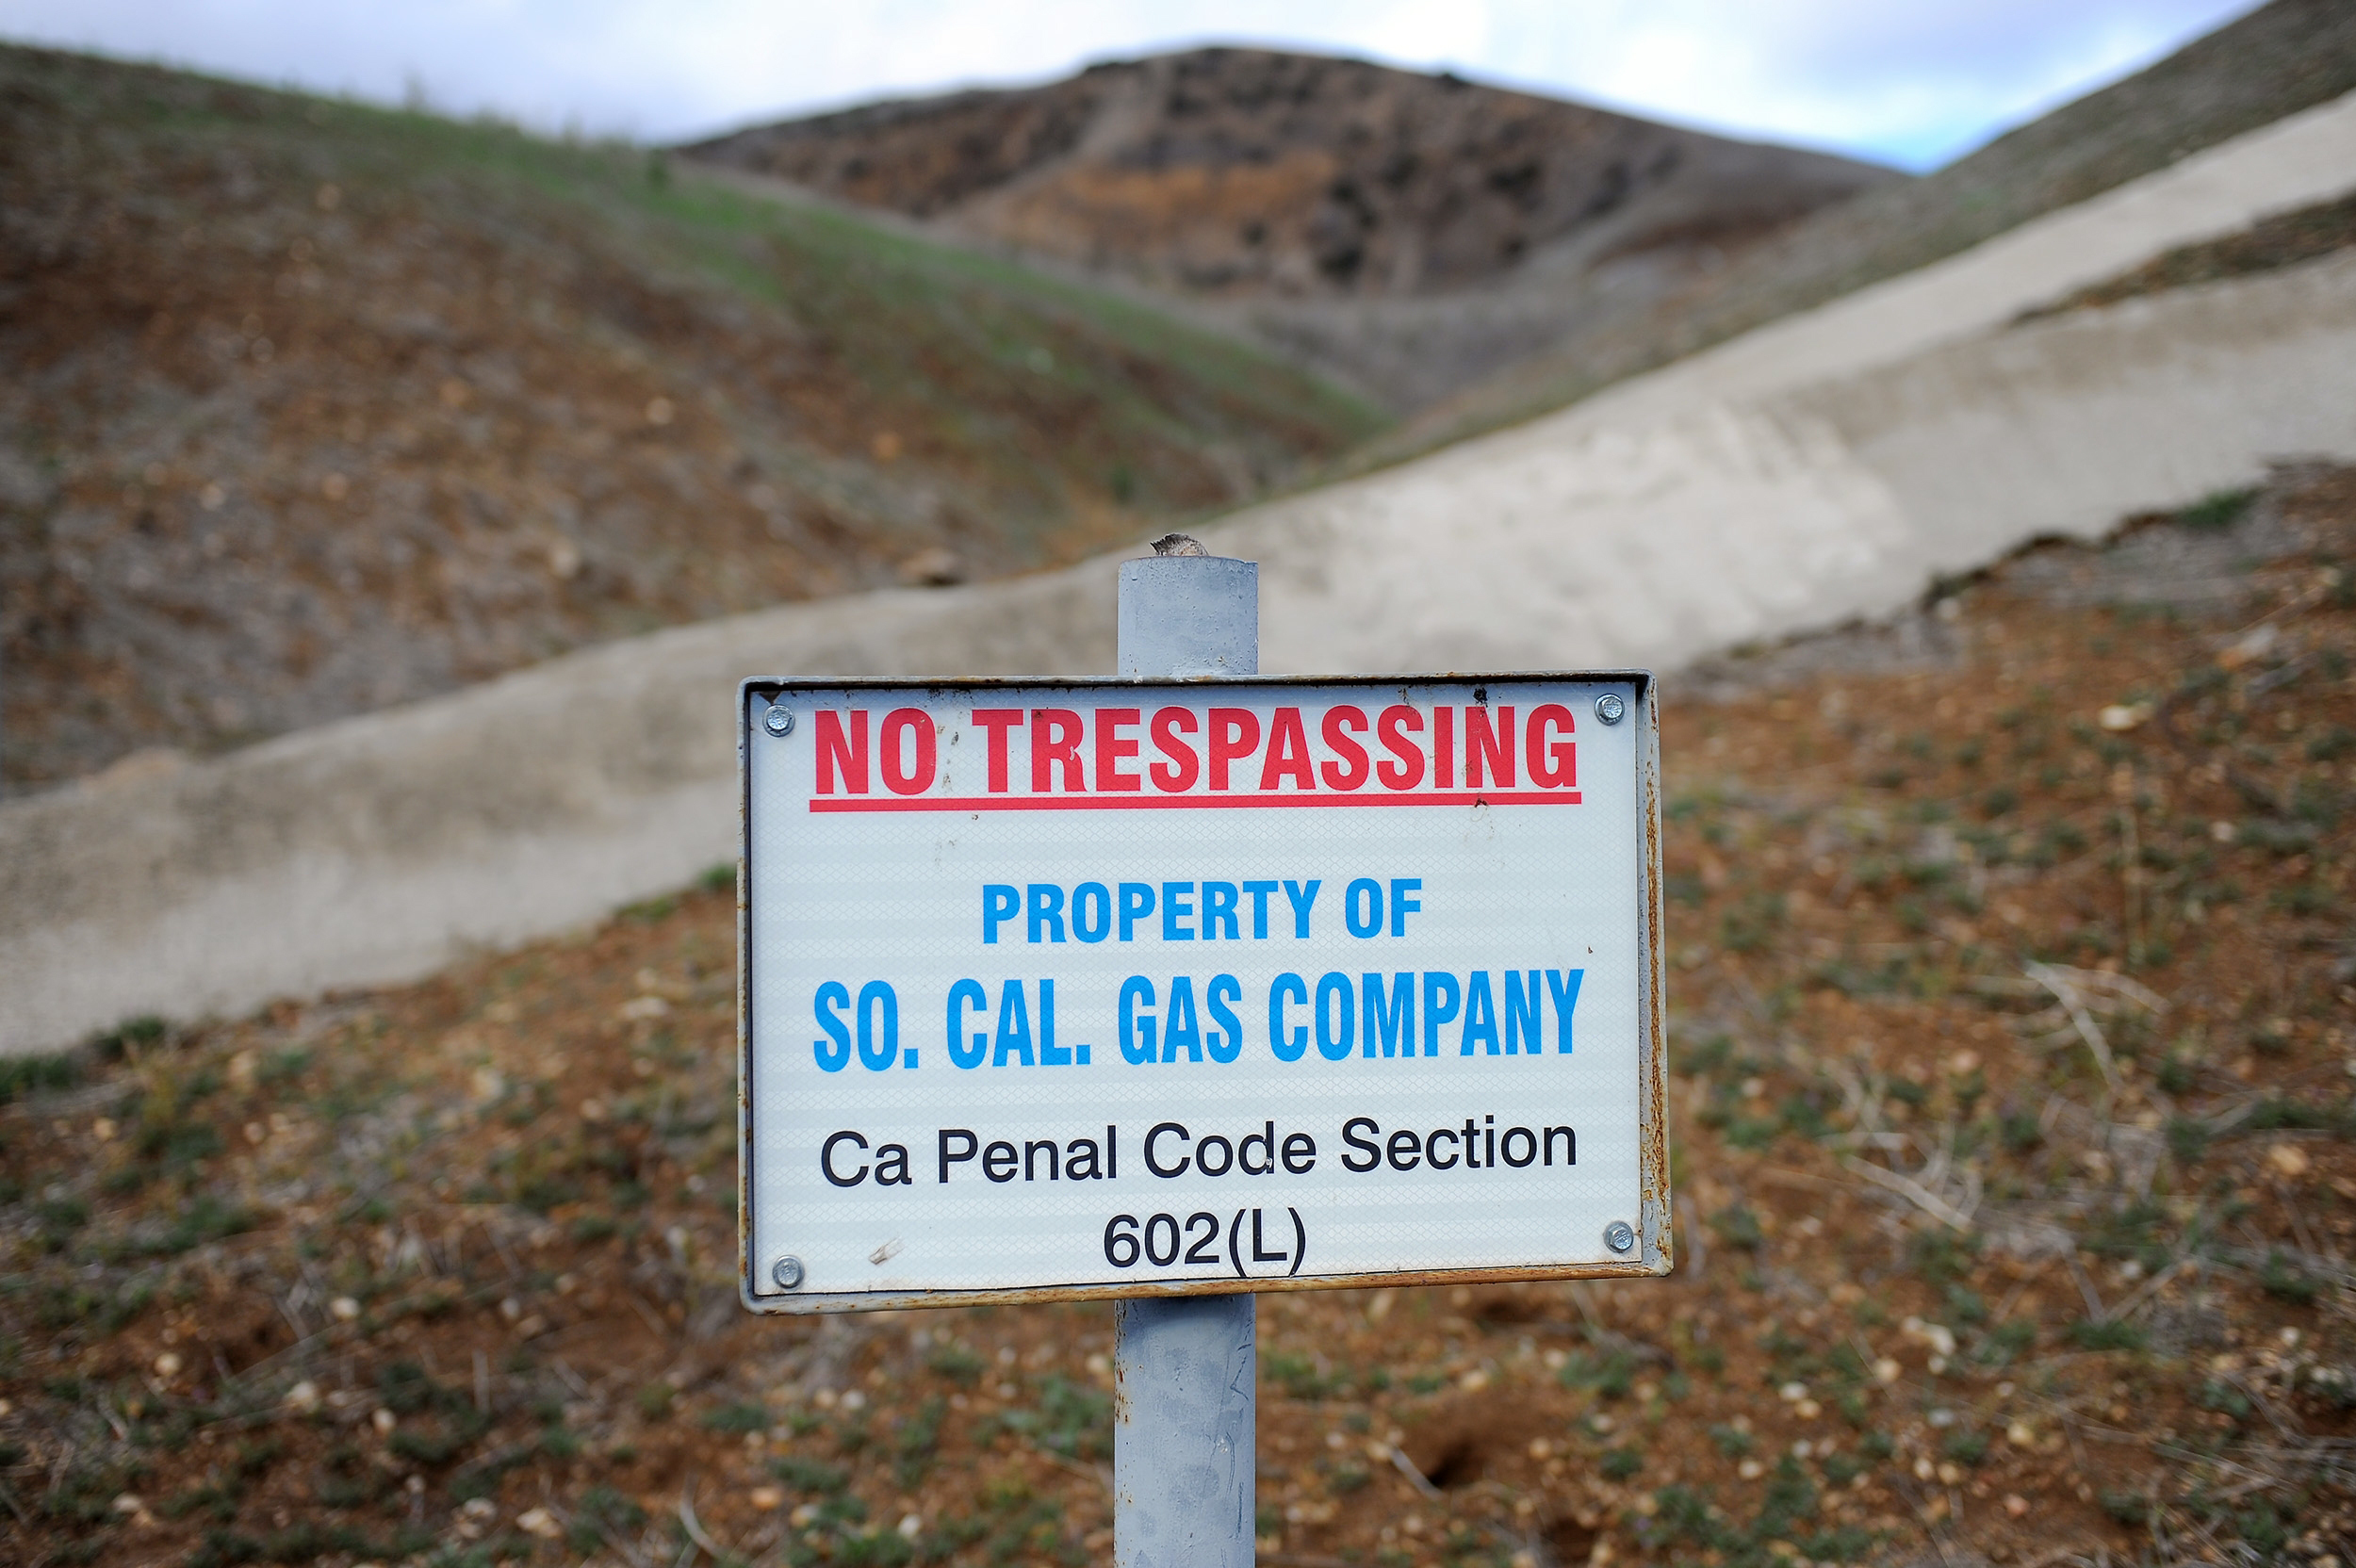 NO TRESPASSING
PROPERTY OF
SO. CAL. GAS COMPANY
Ca Penal Code Section
602(L)